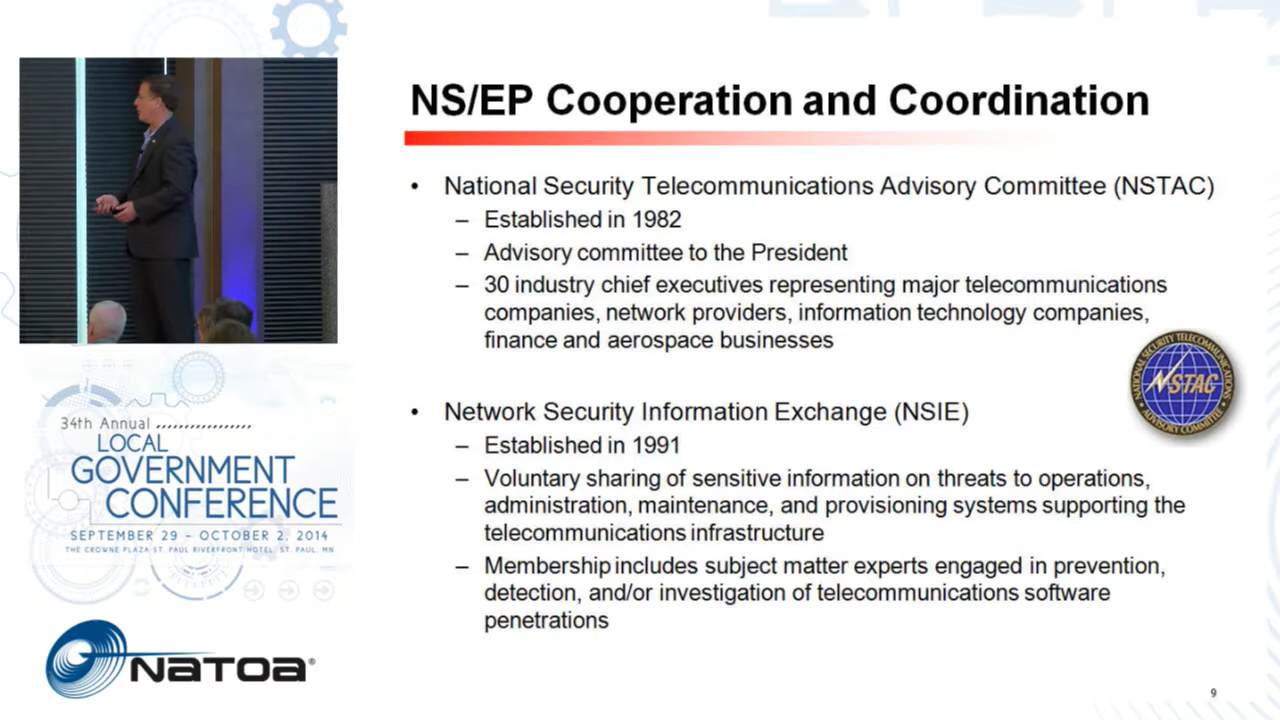 NS/EP Cooperation and Coordination
• National Security Telecommunications Advisory Committee (NSTAC)
– Established in 1982
– Advisory committee to the President
– 30 industry chief executives representing major telecommunications
companies, network providers, information technology companies,
finance and aerospace businesses
NATIONAL SECURITY TELECOMMUNICATIONS
NSTAC
ADVISORY COMMITTEE
• Network Security Information Exchange (NSIE)
– Established in 1991
– Voluntary sharing of sensitive information on threats to operations,
administration, maintenance, and provisioning systems supporting the
telecommunications infrastructure
– Membership includes subject matter experts engaged in prevention,
detection, and/or investigation of telecommunications software
penetrations
34th Annual
LOCAL
GOVERNMENT
CONFERENCE
SEPTEMBER 29 - OCTOBER 2, 2014
THE CROWNE PLAZA ST. PAUL RIVERFRONT HOTEL, ST. PAUL, MN
NATOA®
9